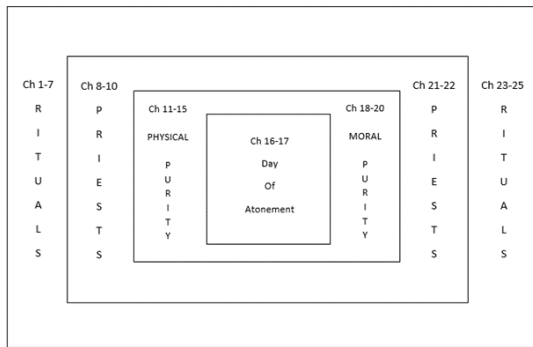 Ch 1-7
RITUALS
Ch 8-10
PRIESTS
Ch 11-15
PHYSICAL
PURITY
Ch 16-17
Day
Of
Atonement
Ch 18-20
MORAL
PURITY
Ch 21-22
PRIESTS
Ch 23-25
RITUALS